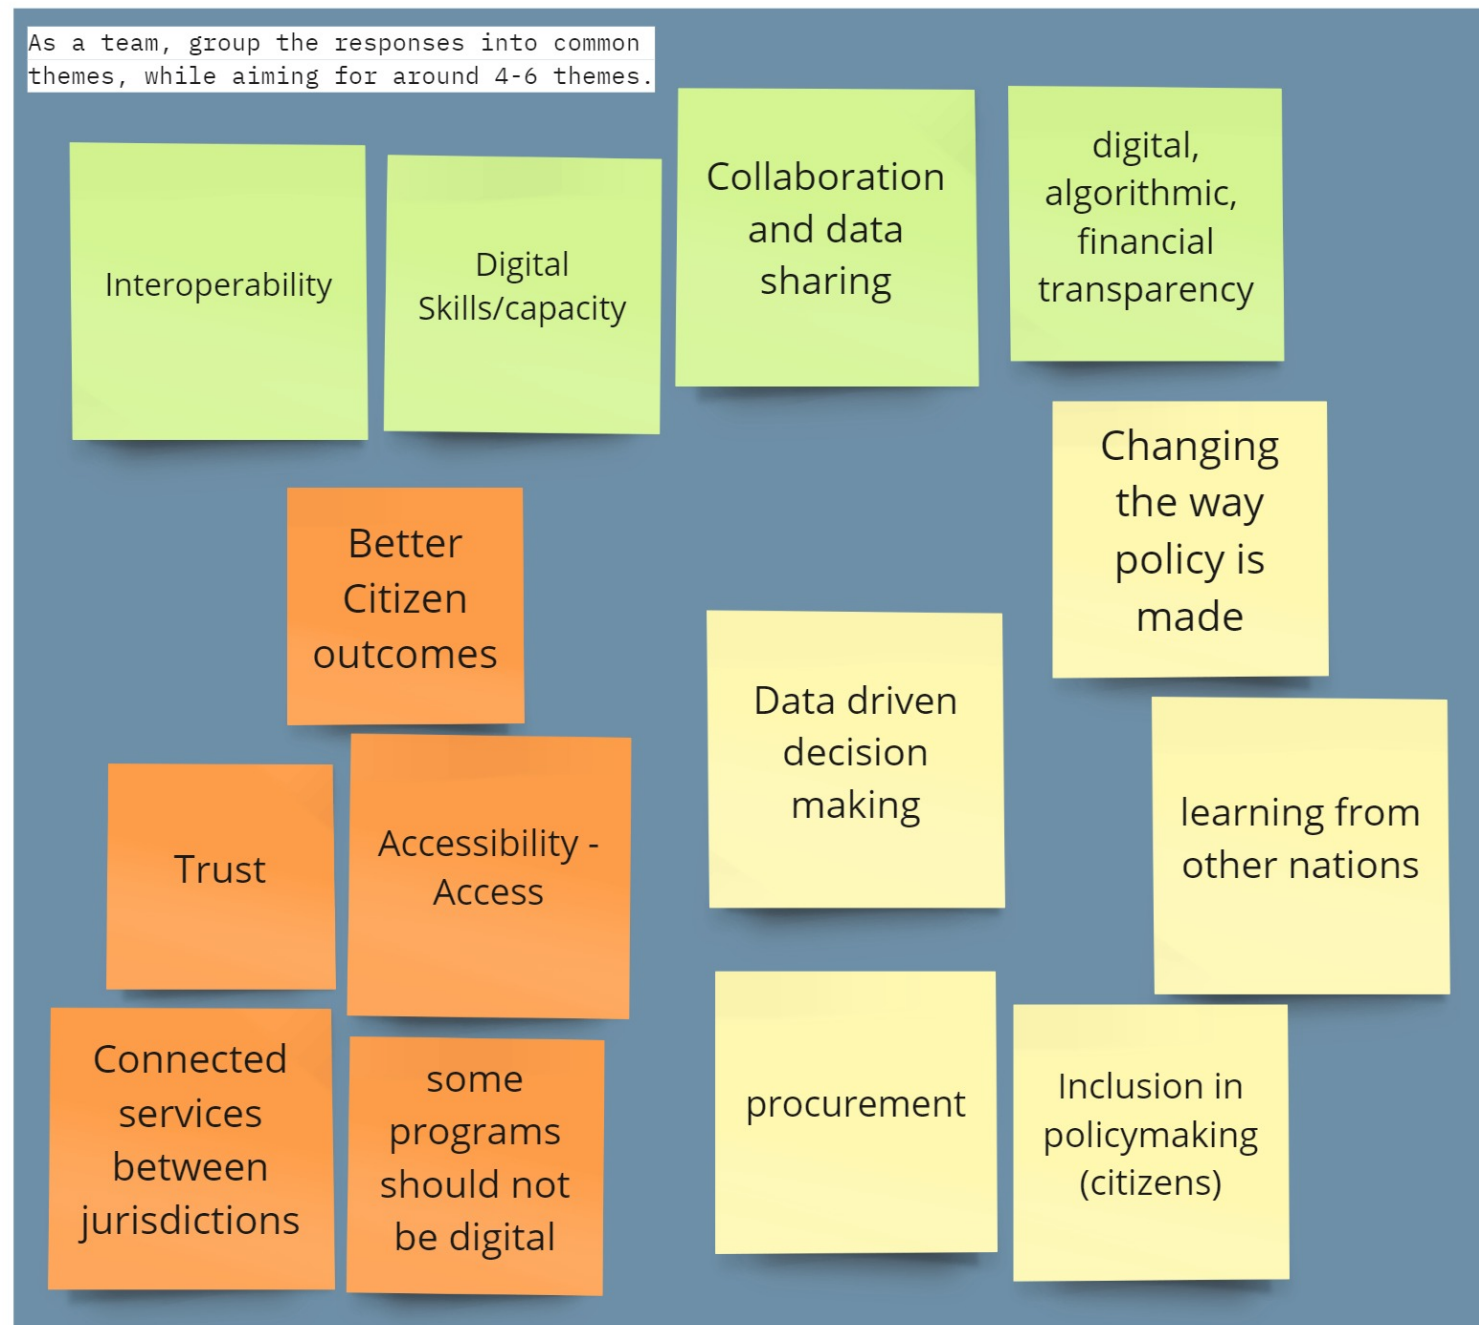 As a team, group the responses into common
themes, while aiming for around 4-6 themes.
Interoperability
Digital
Skills/capacity
Collaboration
and data
sharing
digital,
algorithmic,
financial
transparency
Changing
the way
policy is
made
Better
Citizen
outcomes
Data driven
decision
making
learning from
other nations
Trust
Accessibility -
Access
Connected
services
between
jurisdictions
some
programs
should not
be digital
procurement
Inclusion in
policymaking
(citizens)